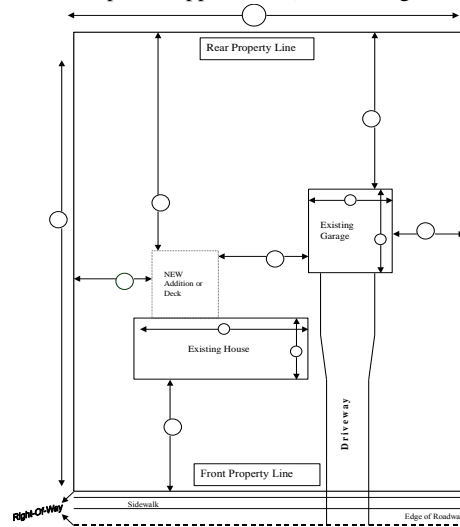 Rear Property Line
Existing
Garage
NEW
Addition or
Deck
Existing House
Driveway
Front Property Line
Right-Of-Way
Sidewalk
Edge of Roadwa